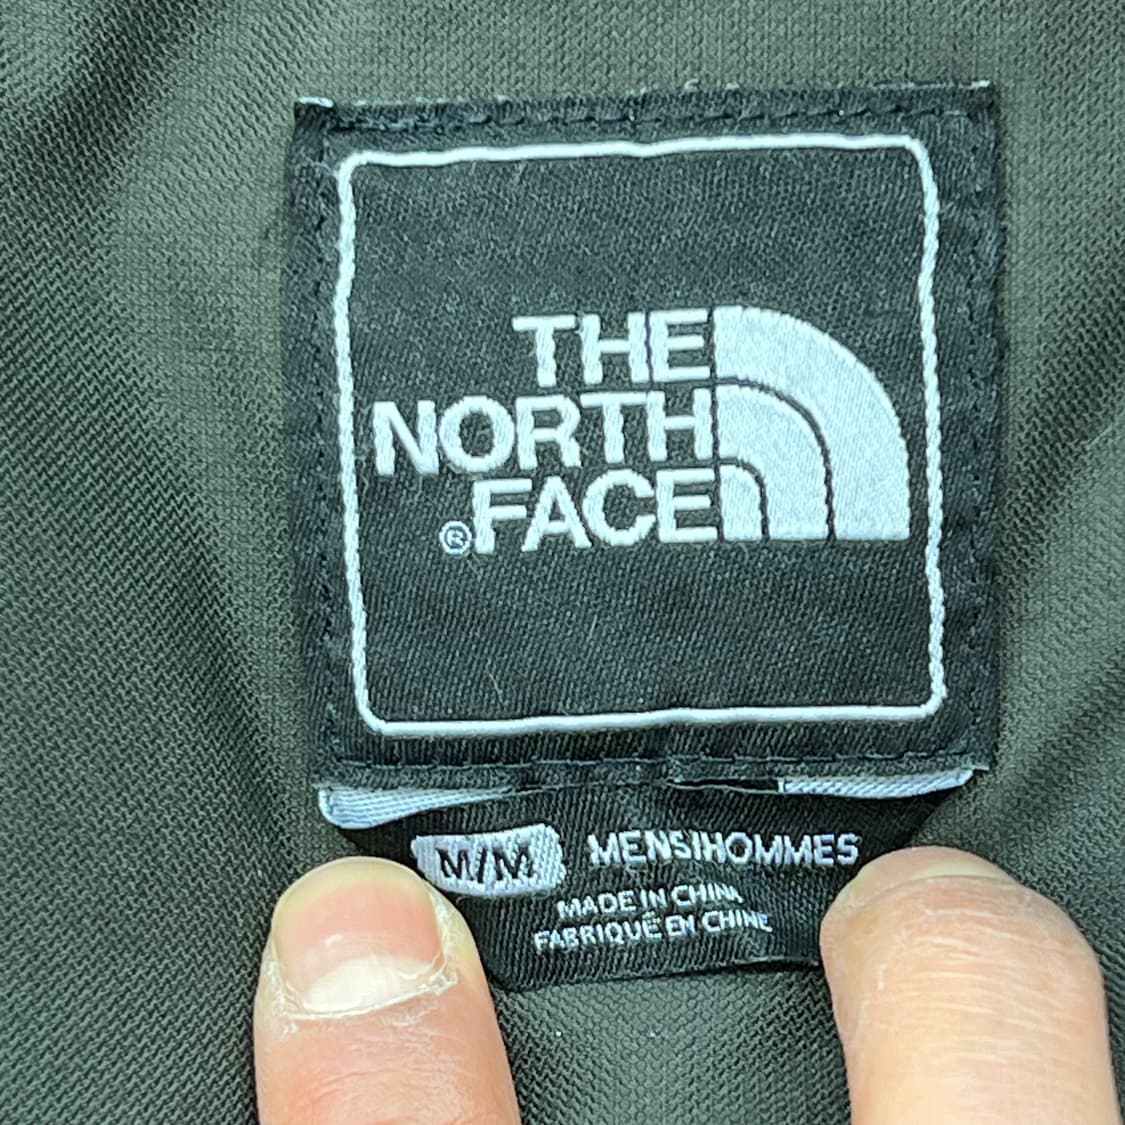 THE
NORTH
®FACE
M/M MENS|HOMMES
MADE IN CHINA
FABRIQUÉ EN CHINE